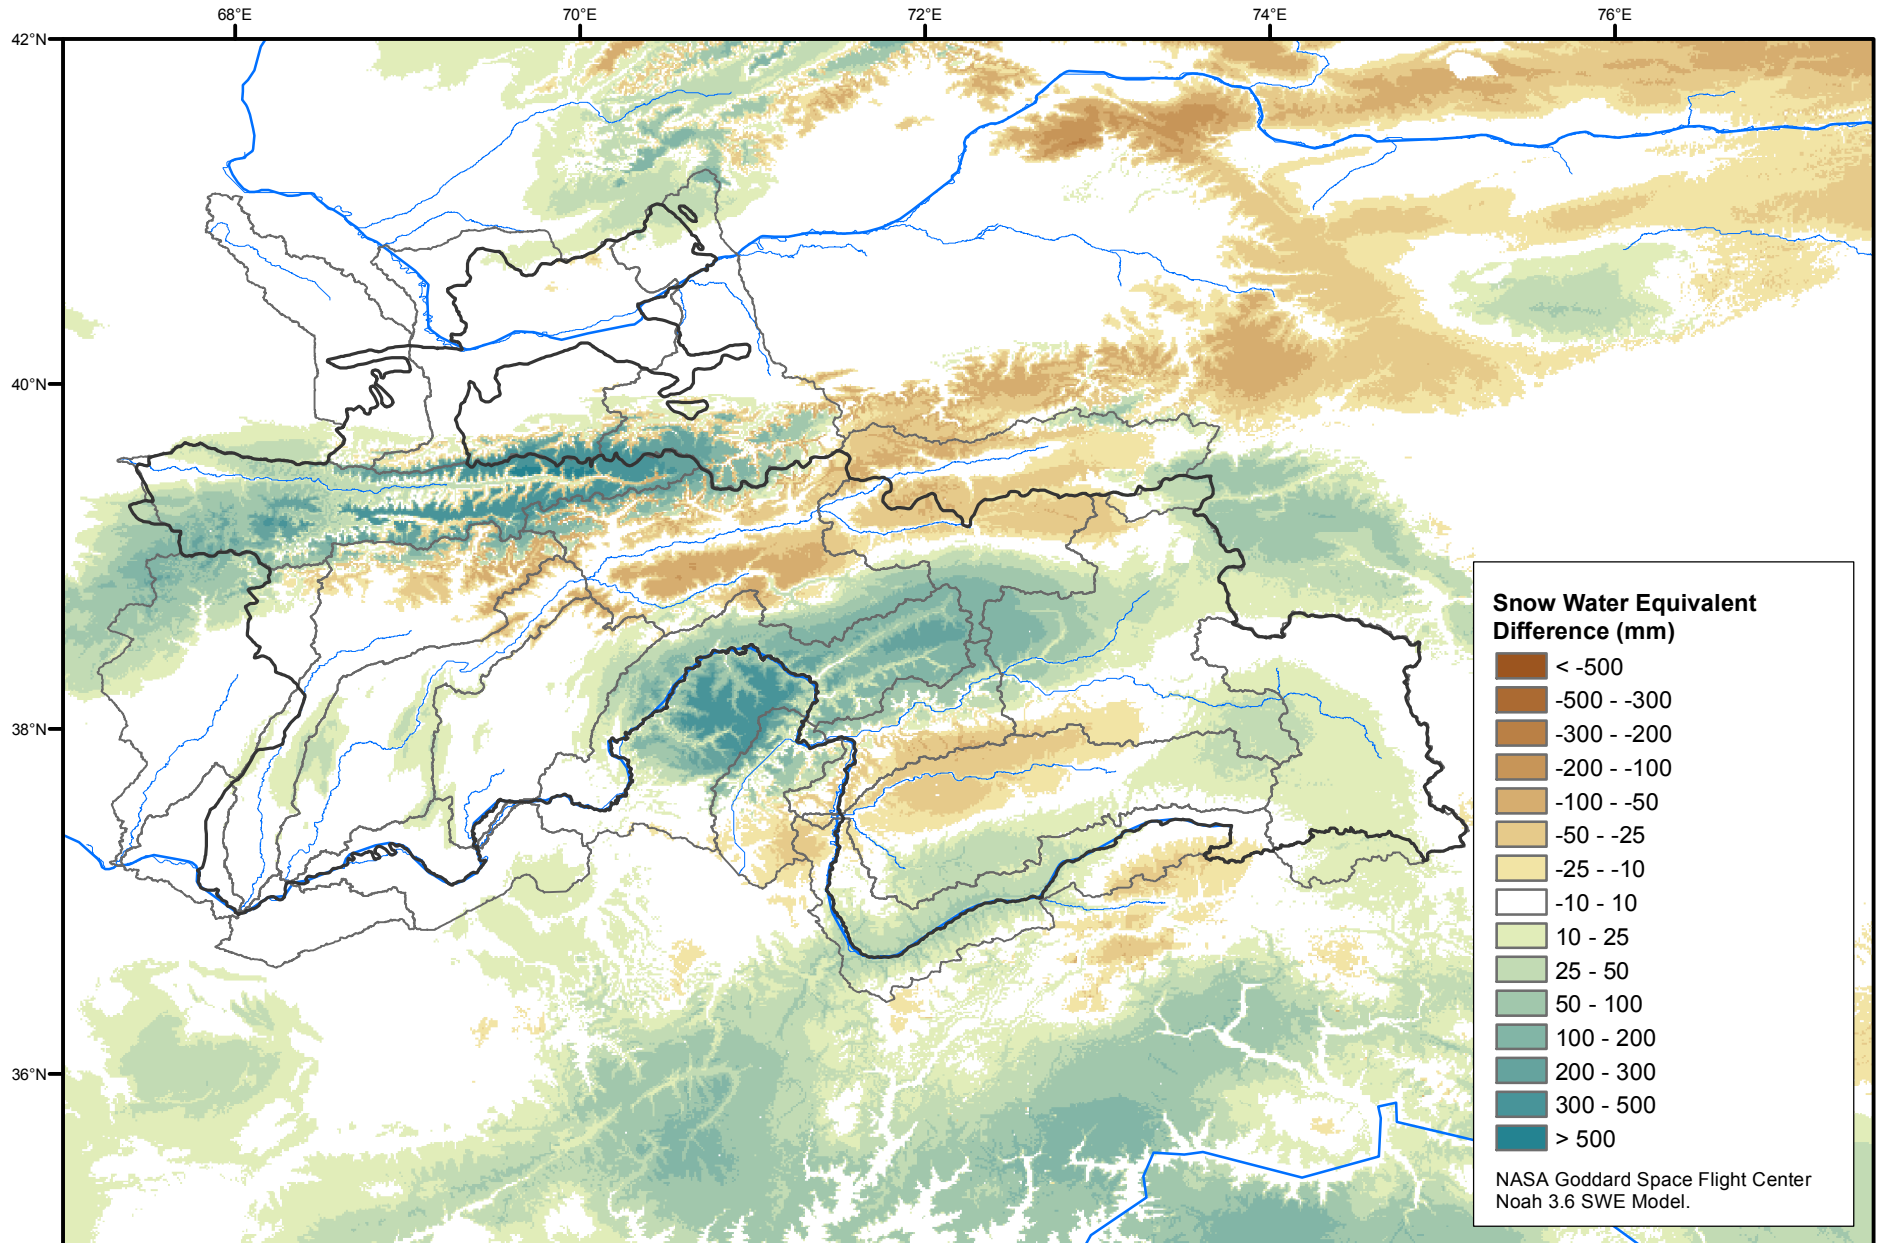 68°E 70°E 72°E 74°E 76°E
42°N
40°N
38°N
36°N
Snow Water Equivalent
Difference (mm)
< -500
-500 - -300
-300 - -200
-200 - -100
-100 - -50
-50 - -25
-25 - -10
-10 - 10
10 - 25
25 - 50
50 - 100
100 - 200
200 - 300
300 - 500
> 500
NASA Goddard Space Flight Center
Noah 3.6 SWE Model.